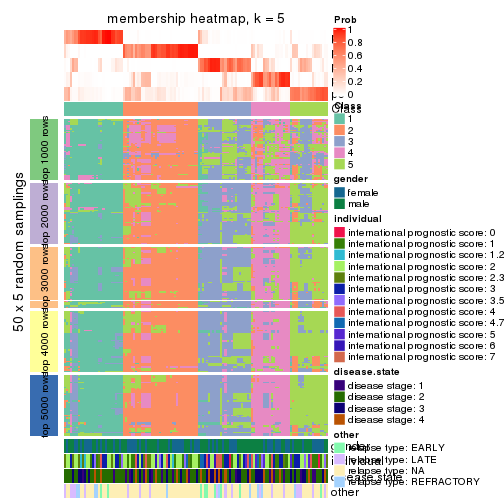 membership heatmap, k = 5
50 x 5 random samplings
top 1000 rows
top 2000 rows
top 3000 rows
top 4000 rows
top 5000 rows
Class
gender
individual
disease.state
other
Prob
1
0.8
0.6
0.4
0.2
0
Class
1
2
3
4
5
gender
female
male
individual
international prognostic score: 0
international prognostic score: 1
international prognostic score: 1.2
international prognostic score: 2
international prognostic score: 2.3
international prognostic score: 3
international prognostic score: 3.5
international prognostic score: 4
international prognostic score: 4.7
international prognostic score: 5
international prognostic score: 6
international prognostic score: 7
disease.state
disease stage: 1
disease stage: 2
disease stage: 3
disease stage: 4
other
relapse type: EARLY
relapse type: LATE
relapse type: NA
relapse type: REFRACTORY